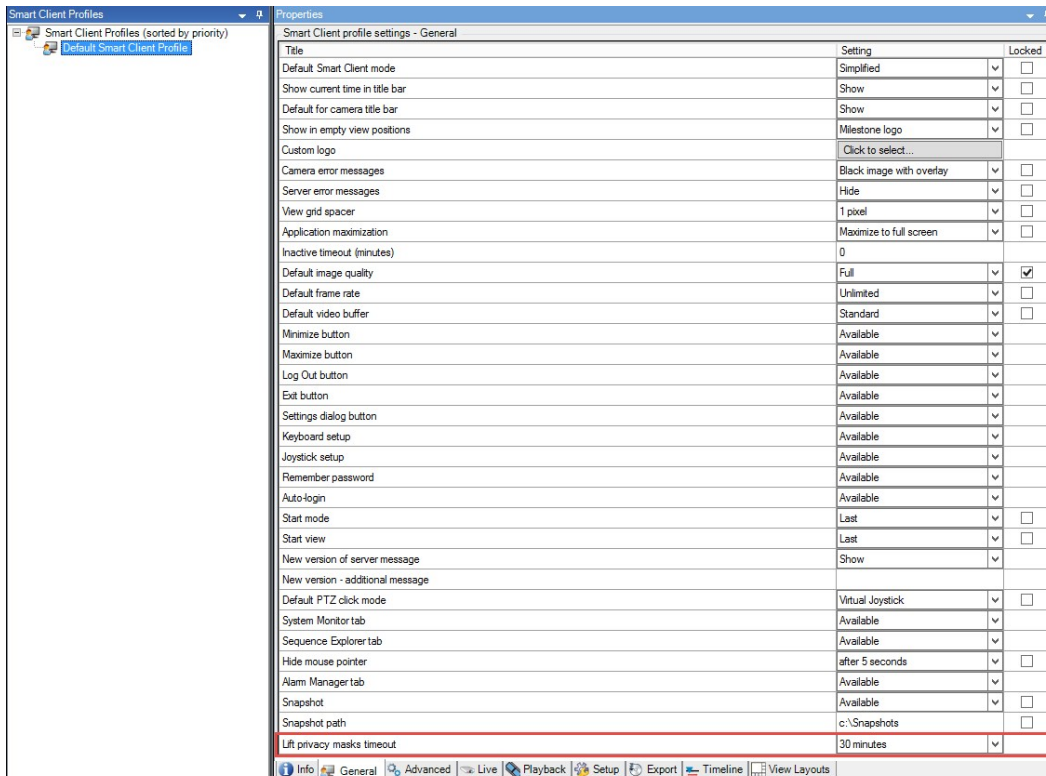 Smart Client Profiles
Smart Client Profiles (sorted by priority)
Default Smart Client Profile
Properties
Smart Client profile settings - General
Title Setting Locked
Default Smart Client mode Simplified
Show current time in title bar Show
Default for camera title bar Show
Show in empty view positions Milestone logo
Custom logo Click to select...
Camera error messages Black image with overlay
Server error messages Hide
View grid spacer 1 pixel
Application maximization Maximize to full screen
Inactive timeout (minutes) 0
Default image quality Full
Default frame rate Unlimited
Default video buffer Standard
Minimize button Available
Maximize button Available
Log Out button Available
Exit button Available
Settings dialog button Available
Keyboard setup Available
Joystick setup Available
Remember password Available
Auto-login Available
Start mode Last
Start view Last
New version of server message Show
New version - additional message
Default PTZ click mode Virtual Joystick
System Monitor tab Available
Sequence Explorer tab Available
Hide mouse pointer after 5 seconds
Alarm Manager tab Available
Snapshot Available
Snapshot path c:\Snapshots
Lift privacy masks timeout 30 minutes
Info General Advanced Live Playback Setup Export Timeline View Layouts